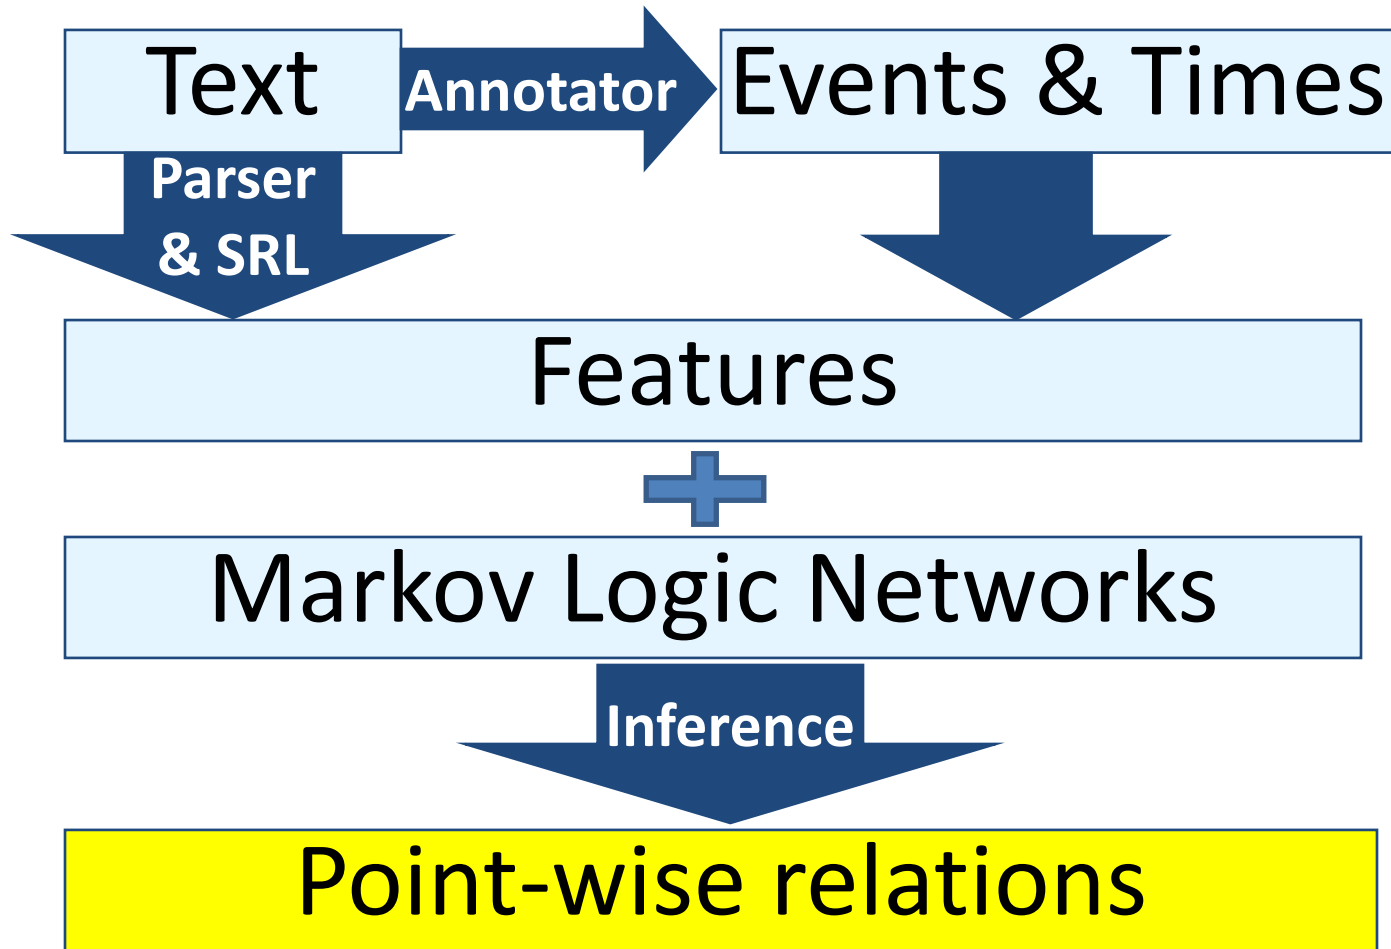 Text
Annotator
Events & Times
Parser
& SRL
Features
Markov Logic Networks
Inference
Point-wise relations